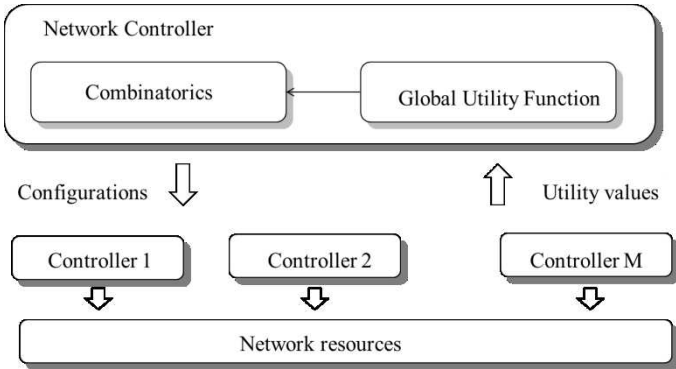 Network Controller
Combinatorics
Global Utility Function
Configurations
Utility values
Controller 1
Controller 2
Controller M
Network resources